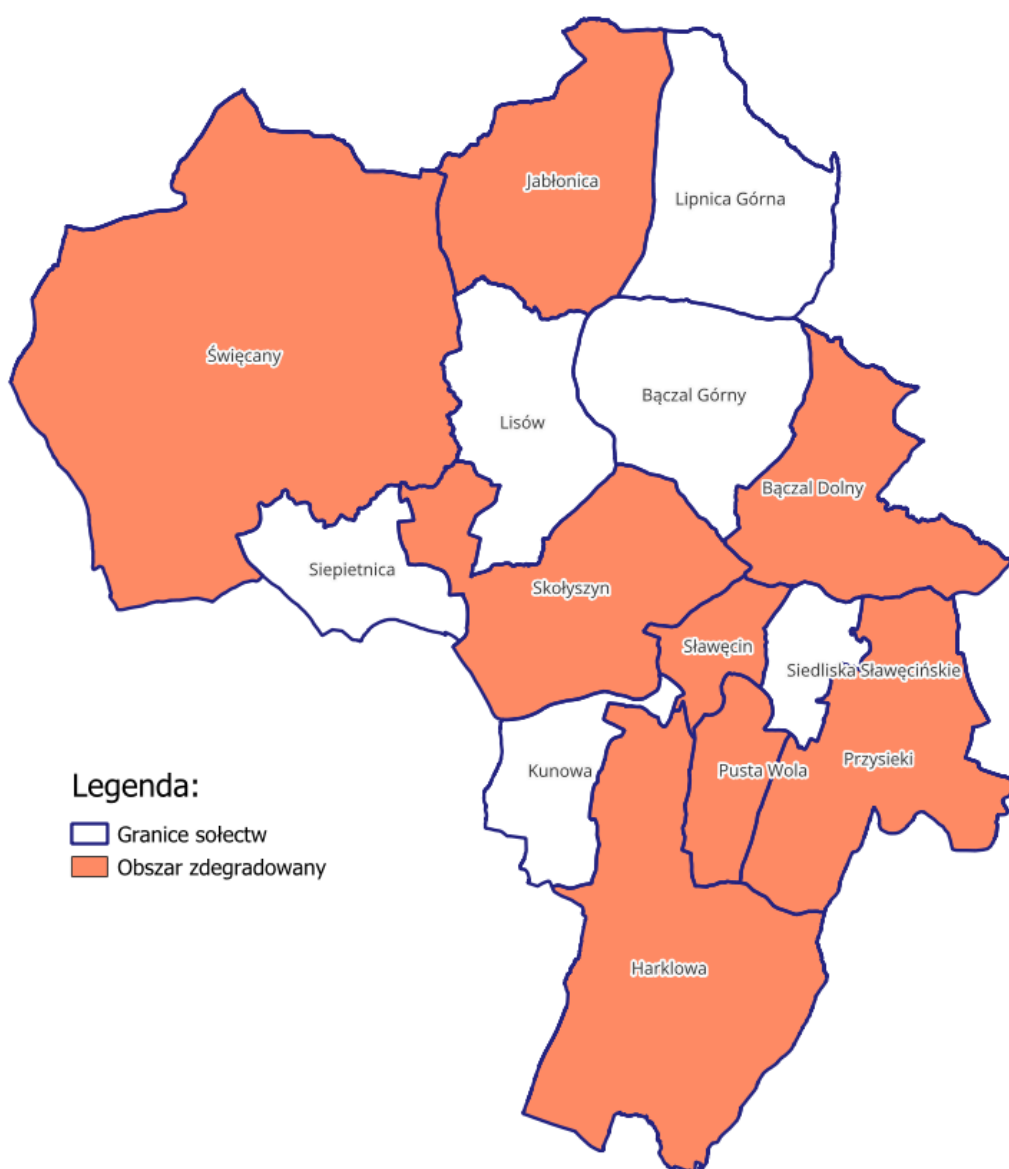 Jabłonica
Lipnica Górna
Święcany
Bączal Górny
Lisów
Bączal Dolny
Siepietnica
Skołyszyn
Sławęcin
Siedliska Sławęcińskie
Przysieki
Kunowa
Pusta Wola
Legenda:
Granice sołectw
Obszar zdegradowany
Harklowa